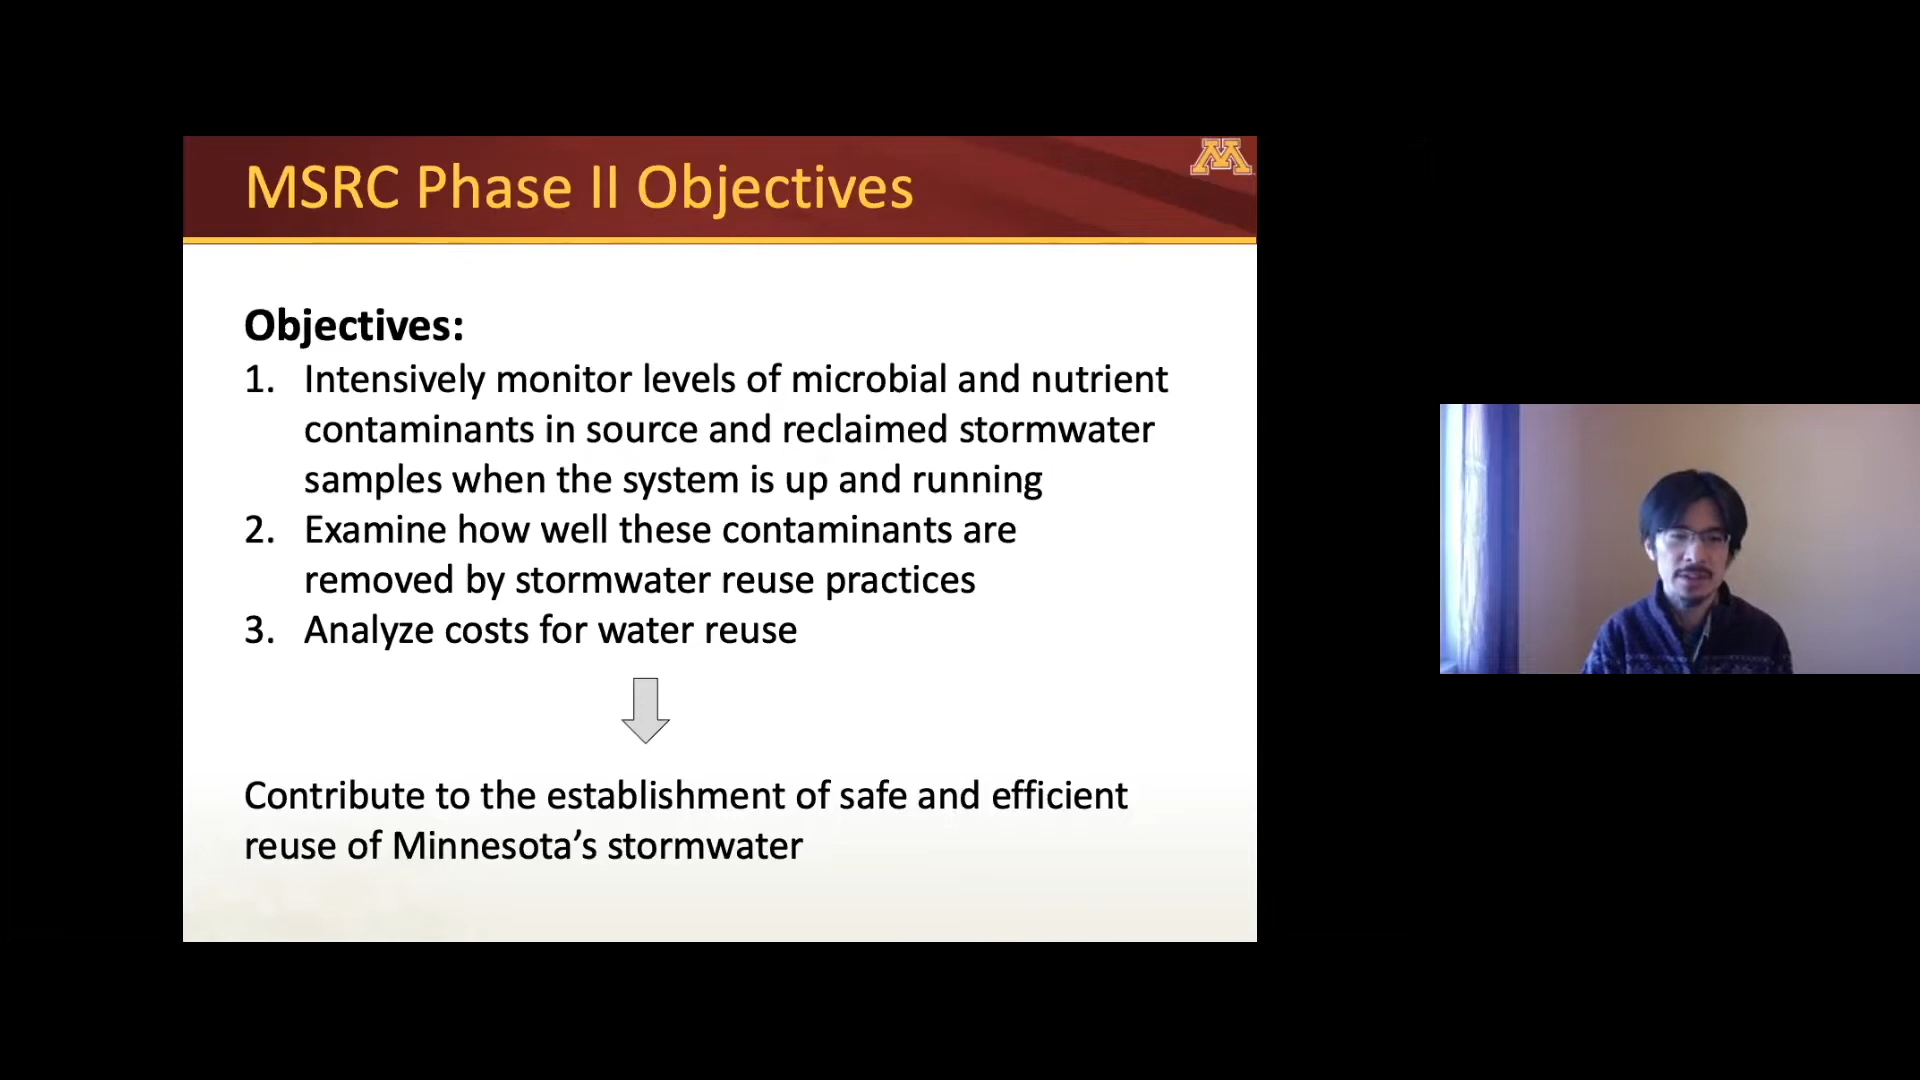 MSRC Phase II Objectives
M
Objectives:
1. Intensively monitor levels of microbial and nutrient
contaminants in source and reclaimed stormwater
samples when the system is up and running
2. Examine how well these contaminants are
removed by stormwater reuse practices
3. Analyze costs for water reuse
Contribute to the establishment of safe and efficient
reuse of Minnesota’s stormwater